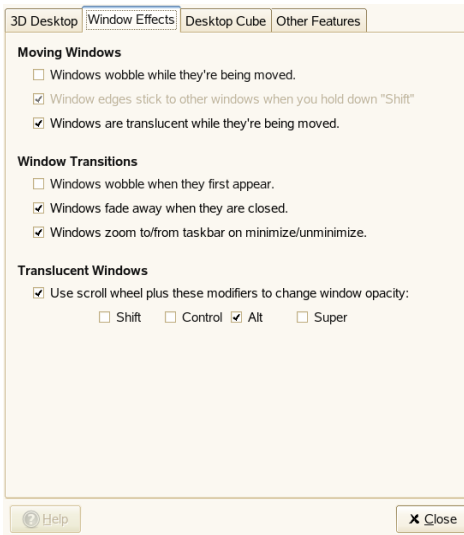 3D Desktop Window Effects Desktop Cube Other Features
Moving Windows
Windows wobble while they're being moved.
Window edges stick to other windows when you hold down "Shift"
Windows are translucent while they're being moved.
Window Transitions
Windows wobble when they first appear.
Windows fade away when they are closed.
Windows zoom to/from taskbar on minimize/unminimize.
Translucent Windows
Use scroll wheel plus these modifiers to change window opacity:
Shift Control Alt Super
Help Close